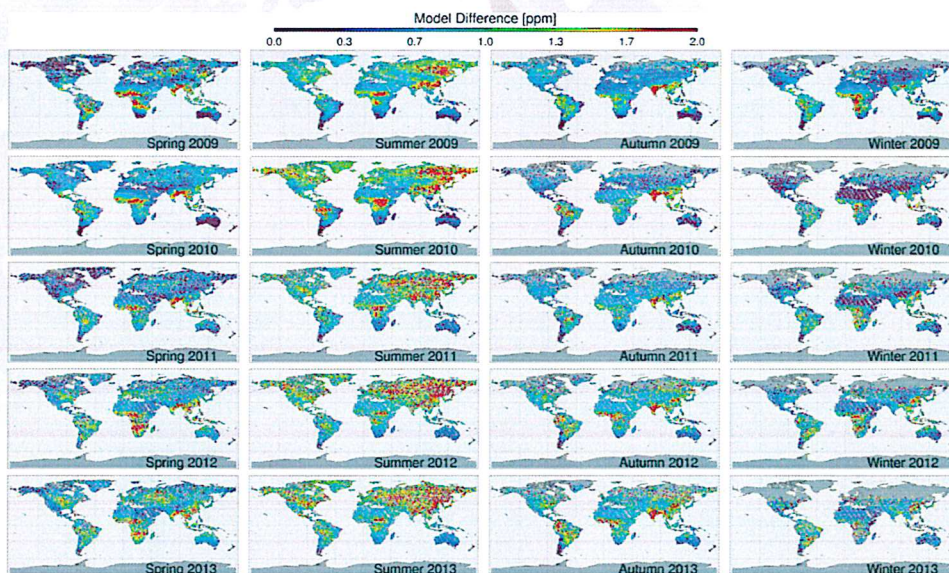 Model Difference [ppm]
0.0 0.3 0.7 1.0 1.3 1.7 2.0
Spring 2009 Summer 2009 Autumn 2009 Winter 2009
Spring 2010 Summer 2010 Autumn 2010 Winter 2010
Spring 2011 Summer 2011 Autumn 2011 Winter 2011
Spring 2012 Summer 2012 Autumn 2012 Winter 2012
Spring 2013 Summer 2013 Autumn 2013 Winter 2013